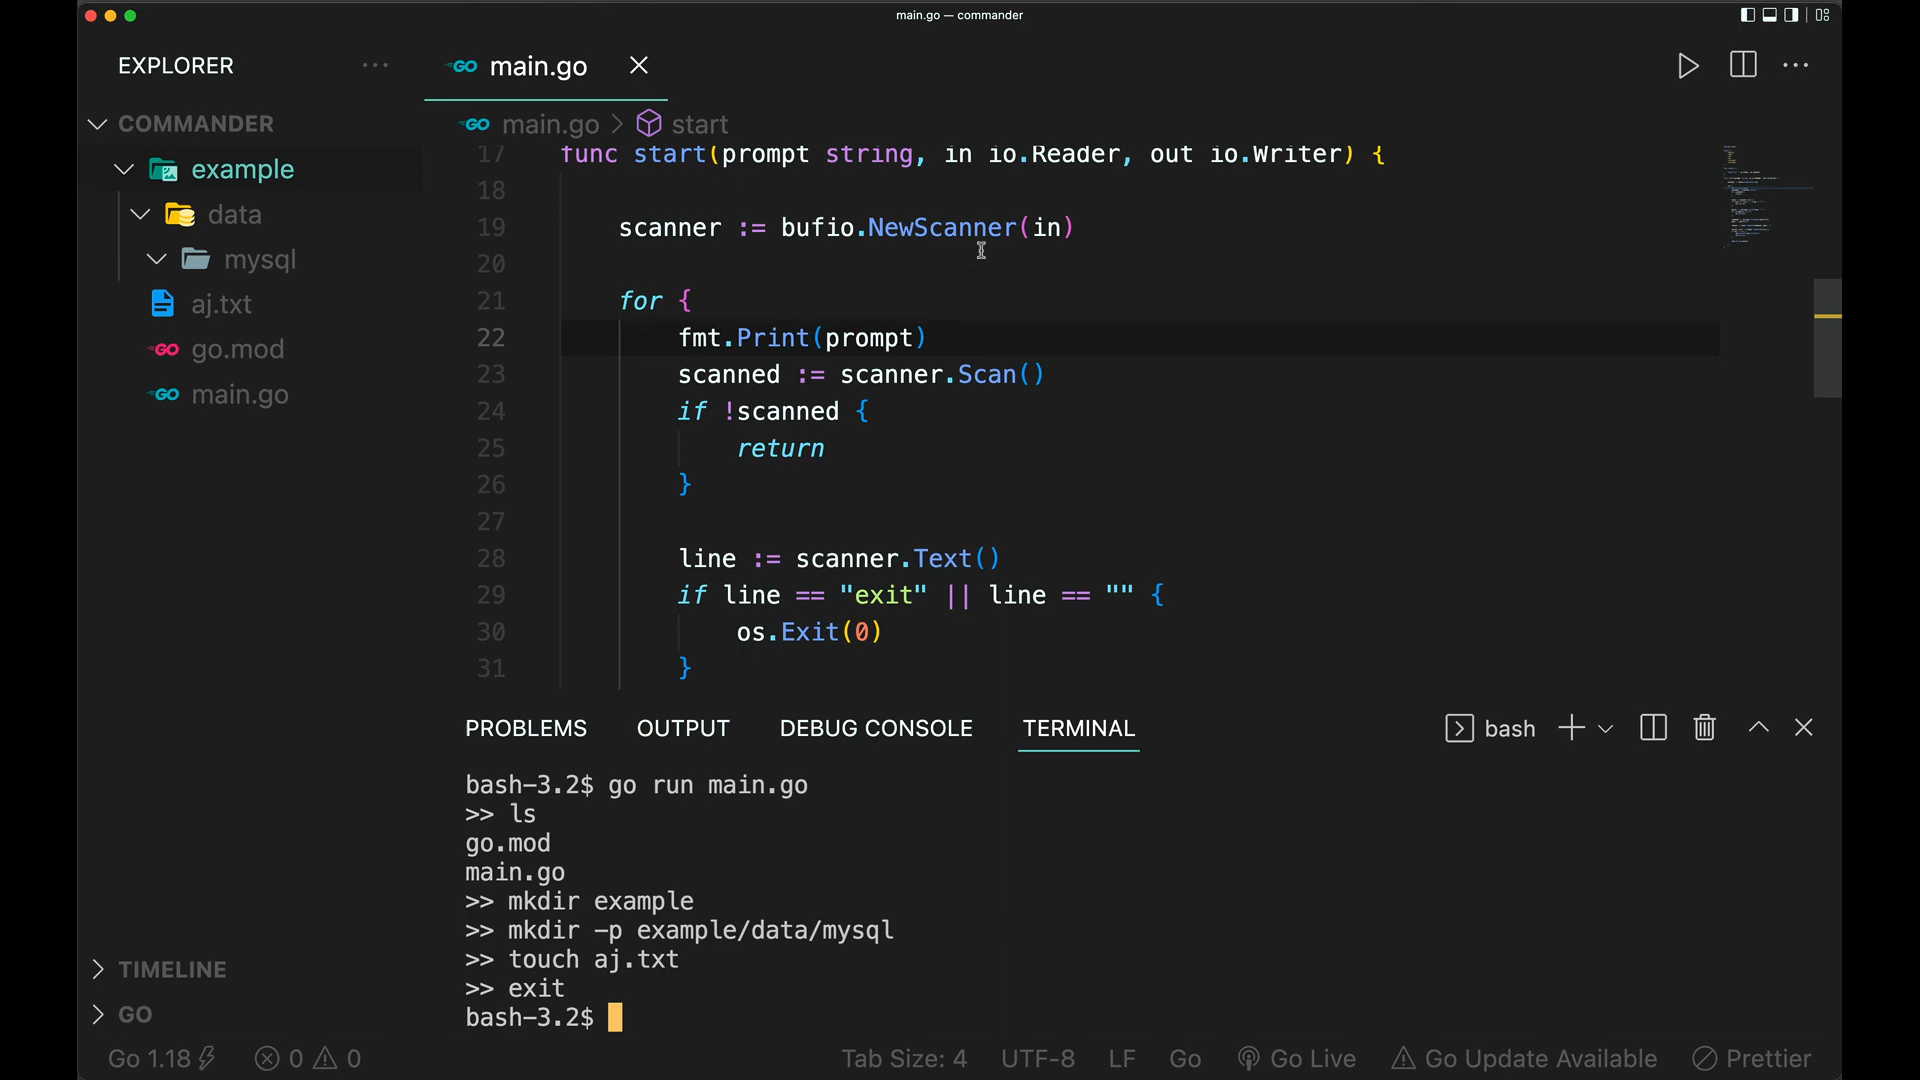 main.go — commander
EXPLORER
main.go
COMMANDER
example
data
mysql
aj.txt
go.mod
main.go
TIMELINE
GO
main.go > start
17 func start(prompt string, in io.Reader, out io.Writer) {
18
19 scanner := bufio.NewScanner(in)
20
21 for {
22 fmt.Print(prompt)
23 scanned := scanner.Scan()
24 if !scanned {
25 return
26 }
27
28 line := scanner.Text()
29 if line == "exit" || line == "" {
30 os.Exit(0)
31 }
PROBLEMS OUTPUT DEBUG CONSOLE TERMINAL bash
bash-3.2$ go run main.go
>> ls
go.mod
main.go
>> mkdir example
>> mkdir -p example/data/mysql
>> touch aj.txt
>> exit
bash-3.2$
Go 1.18 0 0 Tab Size: 4 UTF-8 LF Go Go Live Go Update Available Prettier